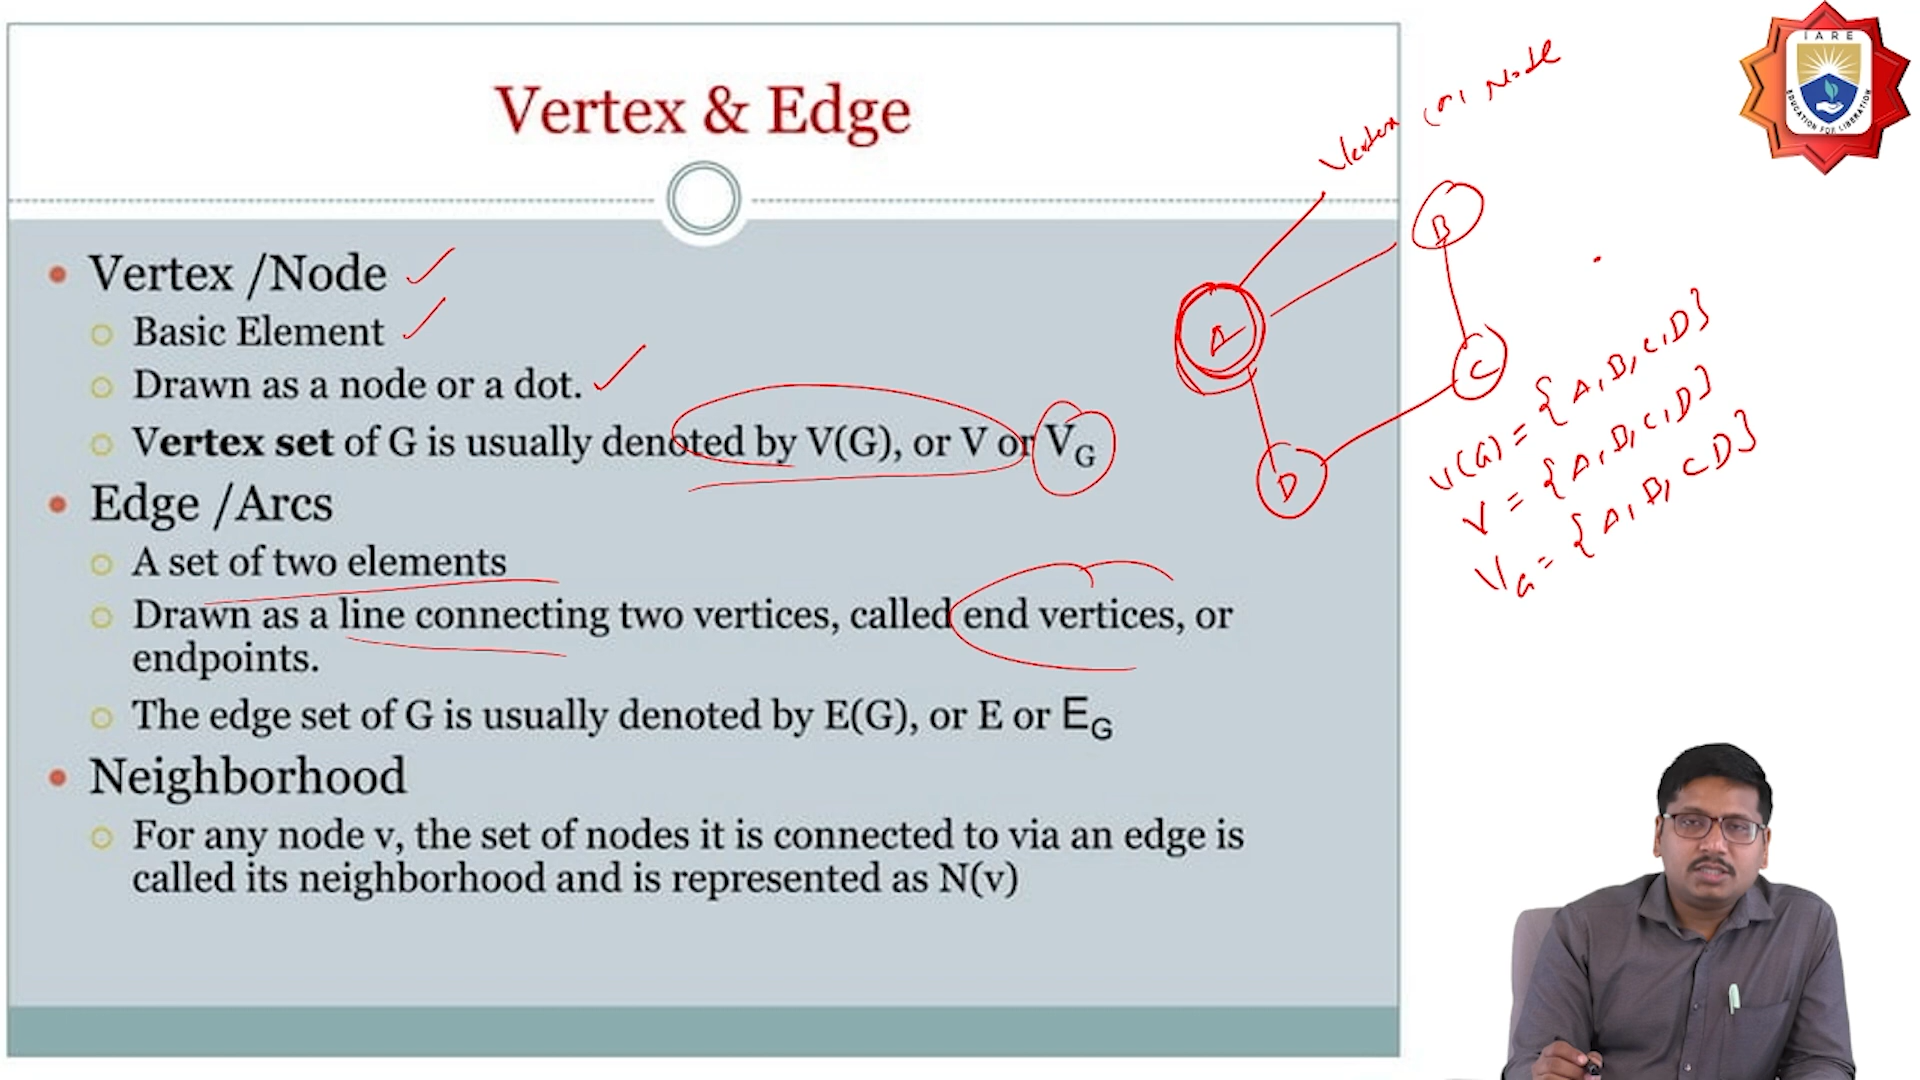 Vertex & Edge
Vertex /Node
Basic Element
Drawn as a node or a dot.
Vertex set of G is usually denoted by V(G), or V or VG
Edge /Arcs
A set of two elements
Drawn as a line connecting two vertices, called end vertices, or
endpoints.
The edge set of G is usually denoted by E(G), or E or EG
Neighborhood
For any node v, the set of nodes it is connected to via an edge is
called its neighborhood and is represented as N(v)
Vertex (or) Node
A
B
C
D
V(G) = {A, B, C, D}
V = {A, B, C, D}
VG = {A, B, C D}
IARE
EDUCATION FOR LIBERATION